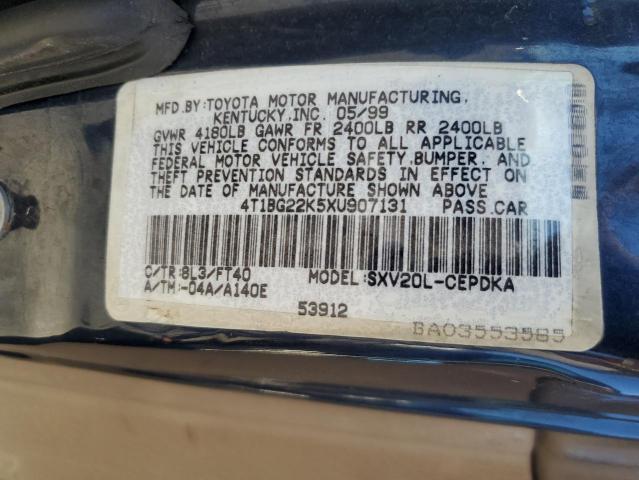 MFD.BY:TOYOTA MOTOR MANUFACTURING,
KENTUCKY,INC. 05/99
GVWR 4180LB GAWR FR 2400LB RR 2400LB
THIS VEHICLE CONFORMS TO ALL APPLICABLE
FEDERAL MOTOR VEHICLE SAFETY,BUMPER, AND
THEFT PREVENTION STANDARDS IN EFFECT ON
THE DATE OF MANUFACTURE SHOWN ABOVE
4T1BG22K5XU907131 PASS.CAR
C/TR:8L3/FT40 MODEL:SXV20L-CEPDKA
A/TM:-04A/A140E
53912
BA03553565